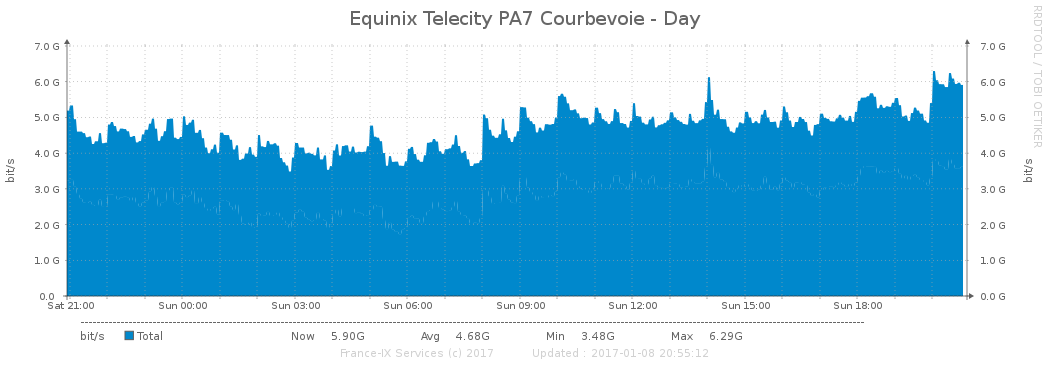 Equinix Telecity PA7 Courbevoie - Day
RRDTOOL / TOBI OETIKER
7.0 G 7.0 G
6.0 G 6.0 G
5.0 G 5.0 G
4.0 G 4.0 G
3.0 G 3.0 G
2.0 G 2.0 G
1.0 G 1.0 G
0.0 0.0 G
bit/s
bit/s
Sat 21:00 Sun 00:00 Sun 03:00 Sun 06:00 Sun 09:00 Sun 12:00 Sun 15:00 Sun 18:00
bit/s Total Now 5.90G Avg 4.68G Min 3.48G Max 6.29G
France-IX Services (c) 2017 Updated : 2017-01-08 20:55:12